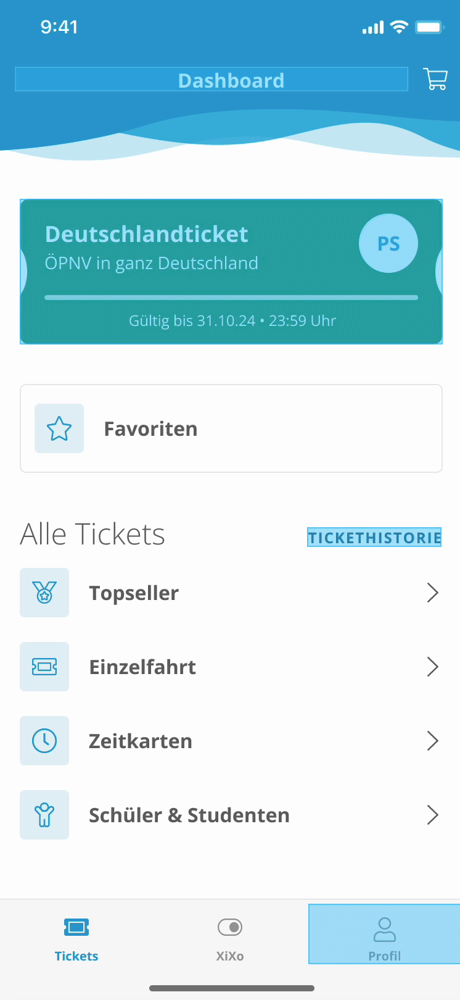 9:41
Dashboard
Deutschlandticket
PS
ÖPNV in ganz Deutschland
Gültig bis 31.10.24 • 23:59 Uhr
Favoriten
Alle Tickets
TICKETHISTORIE
Topseller
Einzelfahrt
Zeitkarten
Schüler & Studenten
Tickets
XiXo
Profil